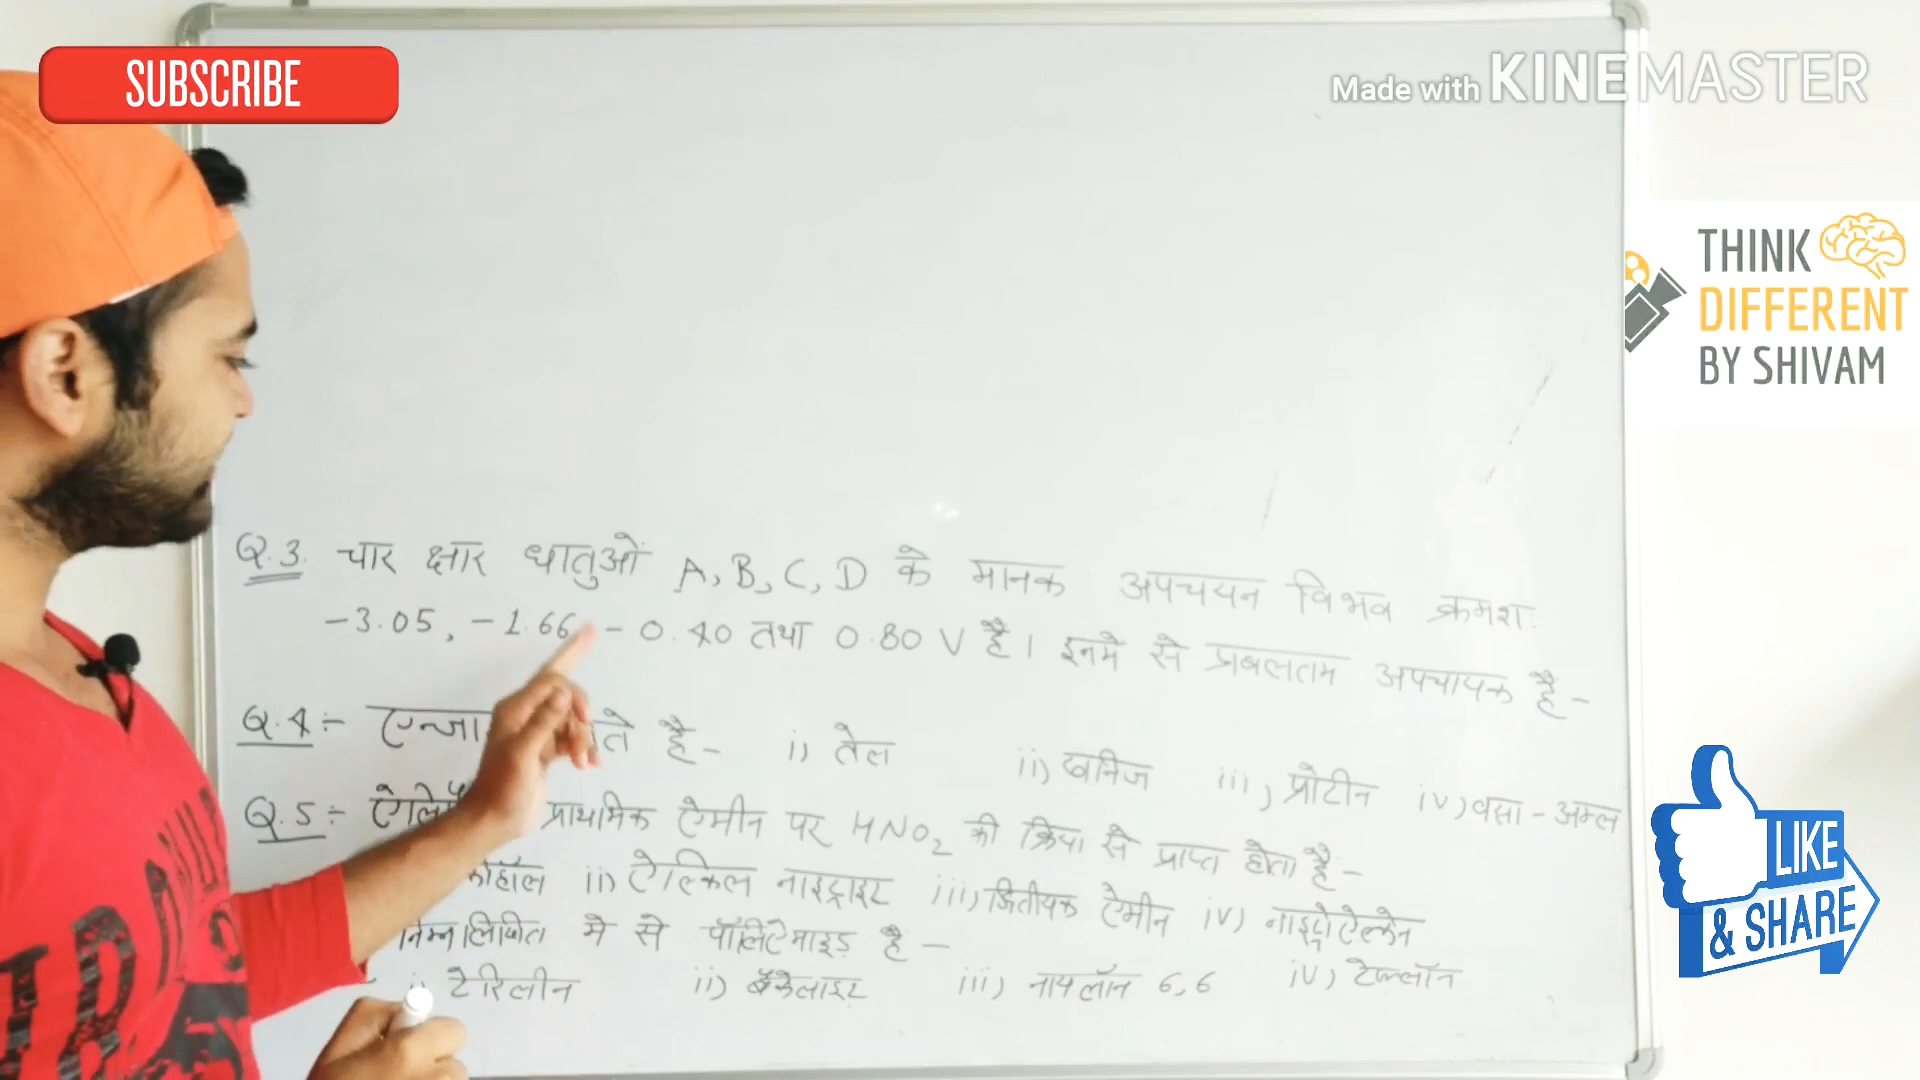 SUBSCRIBE
Made with KINEMASTER
THINK
DIFFERENT
BY SHIVAM
Q.3. चार क्षार धातुओं A, B, C, D के मानक अपचयन विभव क्रमश:
-3.05, -1.66, -0.40 तथा 0.80 V है। इनमे से प्रबलतम अपचायक है -
Q.4 :- है - i) तेल ii) खनिज iii) प्रोटीन iv) वसा - अम्ल
Q.5 :- प्राथमिक ऐमीन पर HNO₂ की क्रिया से प्राप्त होता है -
ii) ऐल्किल नाइट्राइट iii) द्वितीयक ऐमीन iv) नाइट्रोऐल्केन
निम्नलिखित मे से पॉलिऐमाइड है -
i) टेरिलीन ii) बैकेलाइट iii) नायलॉन 6,6 iv) टेफ्लॉन
LIKE
& SHARE